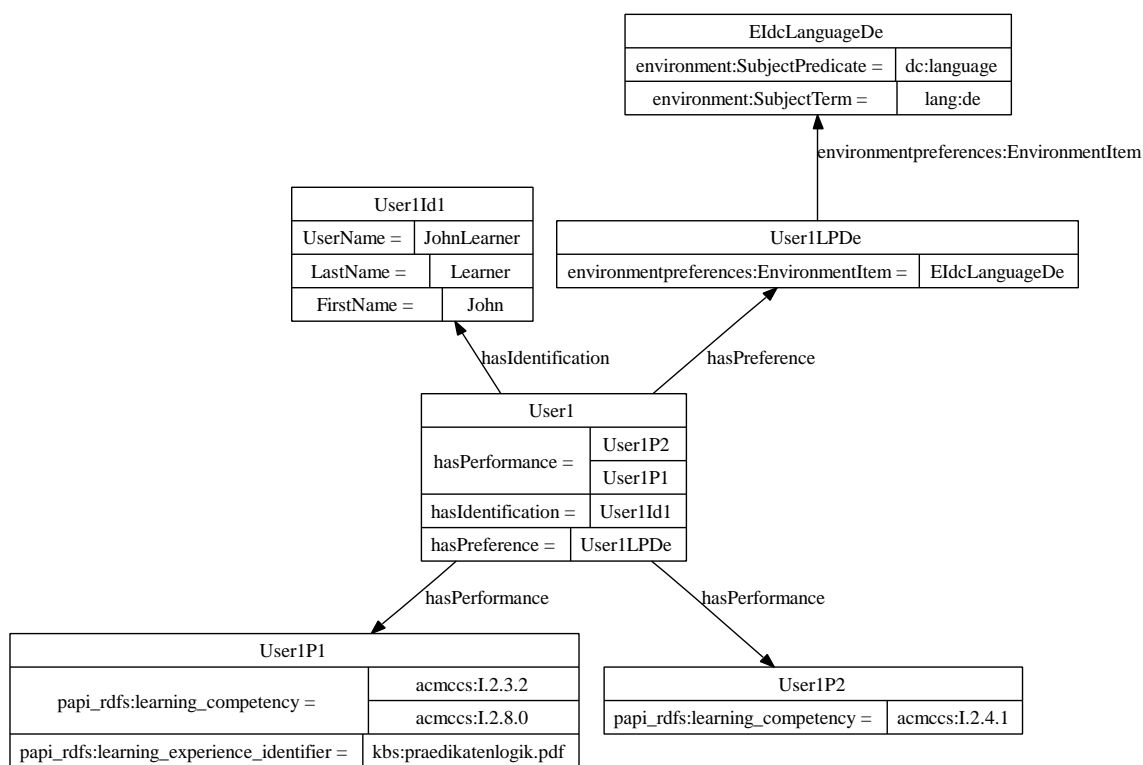 EIdcLanguageDe
environment:SubjectPredicate = dc:language
environment:SubjectTerm = lang:de
environmentpreferences:EnvironmentItem
User1Id1
UserName = JohnLearner
LastName = Learner
FirstName = John
User1LPDe
environmentpreferences:EnvironmentItem = EIdcLanguageDe
hasIdentification
hasPreference
User1
hasPerformance = User1P2
User1P1
hasIdentification = User1Id1
hasPreference = User1LPDe
hasPerformance
hasPerformance
User1P1
papi_rdfs:learning_competency = acmccs:I.2.3.2
acmccs:I.2.8.0
papi_rdfs:learning_experience_identifier = kbs:praedikatenlogik.pdf
User1P2
papi_rdfs:learning_competency = acmccs:I.2.4.1